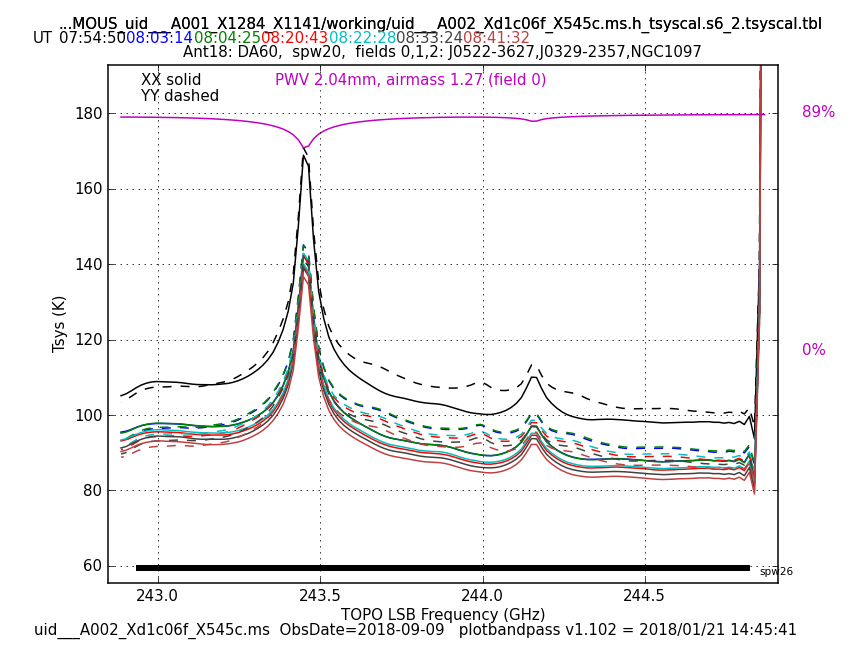 ...MOUS_uid___A001_X1284_X1141/working/uid___A002_Xd1c06f_X545c.ms.h_tsyscal.s6_2.tsyscal.tbl
UT 07:54:50 08:03:14 08:04:25 08:20:43 08:22:28 08:33:24 08:41:32
Ant18: DA60, spw20, fields 0,1,2: J0522-3627,J0329-2357,NGC1097
XX solid
PWV 2.04mm, airmass 1.27 (field 0)
YY dashed
89%
180
160
140
120
100
80
60
0%
Tsys (K)
spw26
243.0 243.5 244.0 244.5
TOPO LSB Frequency (GHz)
uid___A002_Xd1c06f_X545c.ms ObsDate=2018-09-09 plotbandpass v1.102 = 2018/01/21 14:45:41